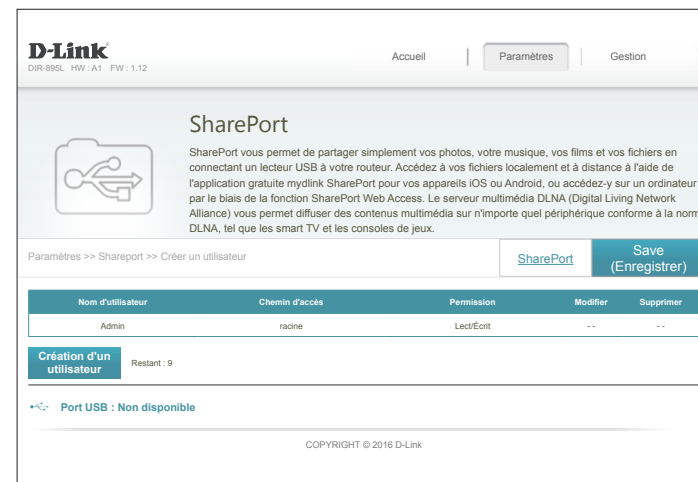 D-Link
DIR-895L HW : A1 FW : 1.12
Accueil
Paramètres
Gestion
SharePort
SharePort vous permet de partager simplement vos photos, votre musique, vos films et vos fichiers en
connectant un lecteur USB à votre routeur. Accédez à vos fichiers localement et à distance à l'aide de
l'application gratuite mydlink SharePort pour vos appareils iOS ou Android, ou accédez-y sur un ordinateur
par le biais de la fonction SharePort Web Access. Le serveur multimédia DLNA (Digital Living Network
Alliance) vous permet diffuser des contenus multimédia sur n'importe quel périphérique conforme à la norm
DLNA, tel que les smart TV et les consoles de jeux.
Paramètres >> Shareport >> Créer un utilisateur
SharePort
Save
(Enregistrer)
Nom d'utilisateur Chemin d'accès Permission Modifier Supprimer
Admin racine Lect/Écrit - - - -
Création d'un
utilisateur
Restant : 9
Port USB : Non disponible
COPYRIGHT © 2016 D-Link